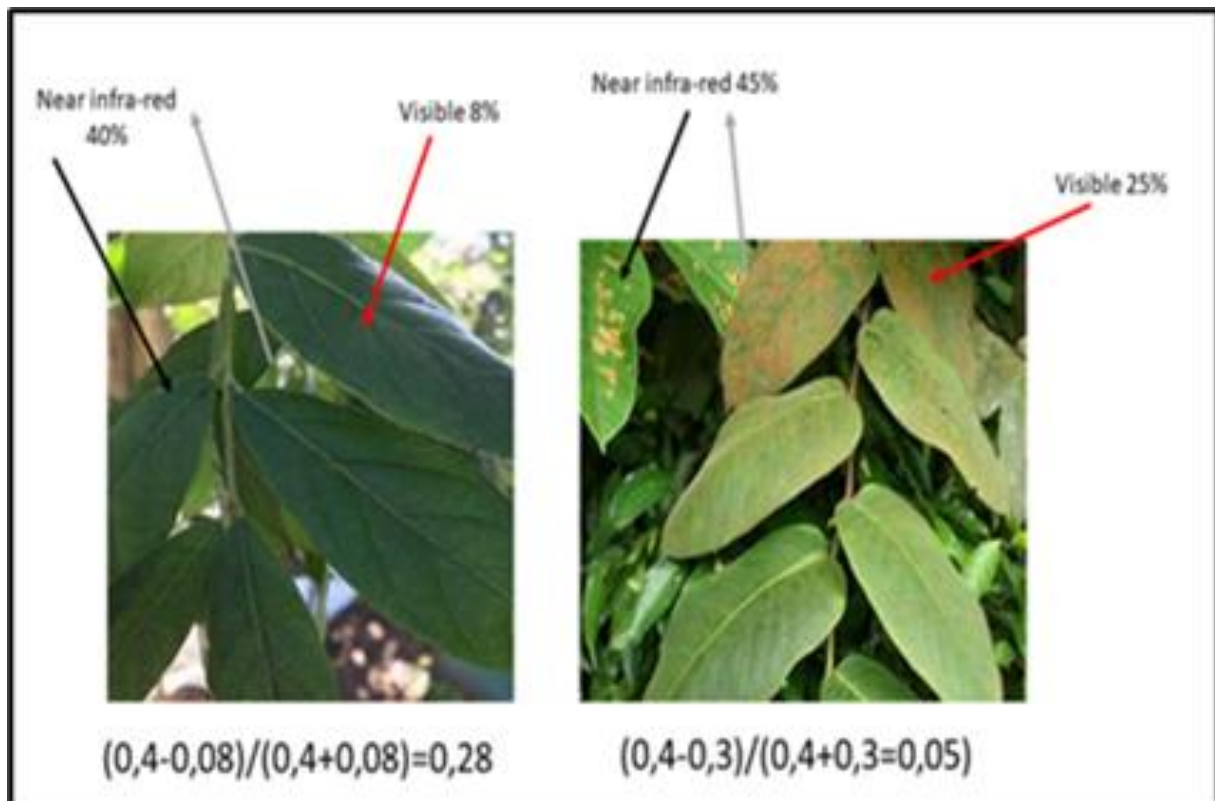 Near infra-red
40%
Visible 8%
Near infra-red 45%
Visible 25%
(0,4-0,08)/(0,4+0,08)=0,28
(0,4-0,3)/(0,4+0,3=0,05)